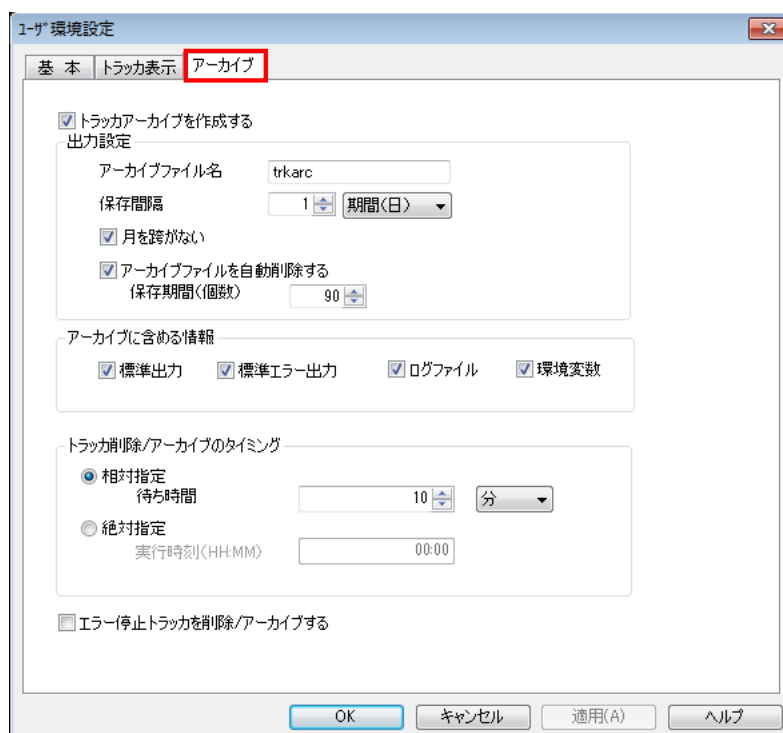 ﾕｰｻﾞ環境設定
基 本 トラッカ表示 アーカイブ
トラッカアーカイブを作成する
出力設定
アーカイブファイル名 trkarc
保存間隔 1 期間(日)
月を跨がない
アーカイブファイルを自動削除する
保存期間(個数) 90
アーカイブに含める情報
標準出力 標準エラー出力 ログファイル 環境変数
トラッカ削除/アーカイブのタイミング
相対指定
待ち時間 10 分
絶対指定
実行時刻(HH:MM) 00:00
エラー停止トラッカを削除/アーカイブする
OK キャンセル 適用(A) ヘルプ